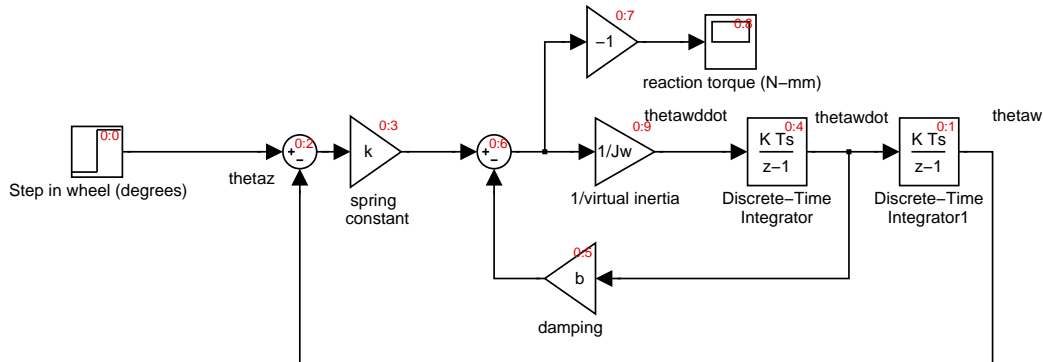 0:7
−1
0:8
reaction torque (N−mm)
0:0
Step in wheel (degrees)
thetaz
0:2
+
−
0:3
k
spring
constant
0:6
+
−
0:9
1/Jw
1/virtual inertia
thetawddot
0:4
K Ts
z−1
Discrete−Time
Integrator
thetawdot
0:1
K Ts
z−1
Discrete−Time
Integrator1
thetaw
0:5
b
damping